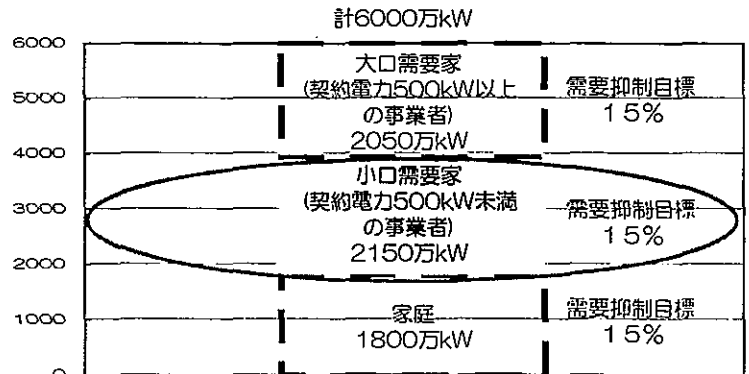 計6000万kW
6000
大口需要家
(契約電力500kW以上
の事業者)
2050万kW
需要抑制目標
15%
5000
4000
小口需要家
(契約電力500kW未満
の事業者)
2150万kW
需要抑制目標
15%
3000
2000
家庭
1800万kW
需要抑制目標
15%
1000
0